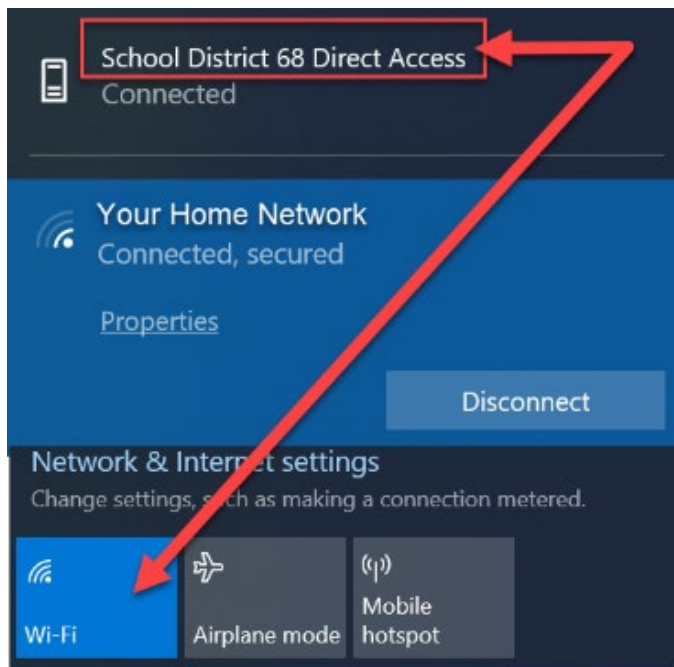 School District 68 Direct Access
Connected
Your Home Network
Connected, secured
Properties
Disconnect
Network & Internet settings
Change settings, such as making a connection metered.
Wi-Fi
Airplane mode
Mobile
hotspot